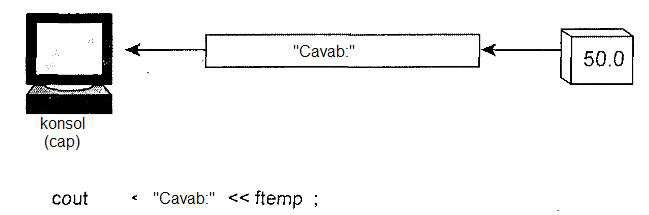 "Cavab:"
50.0
konsol
(cap)
cout < "Cavab:" << ftemp ;